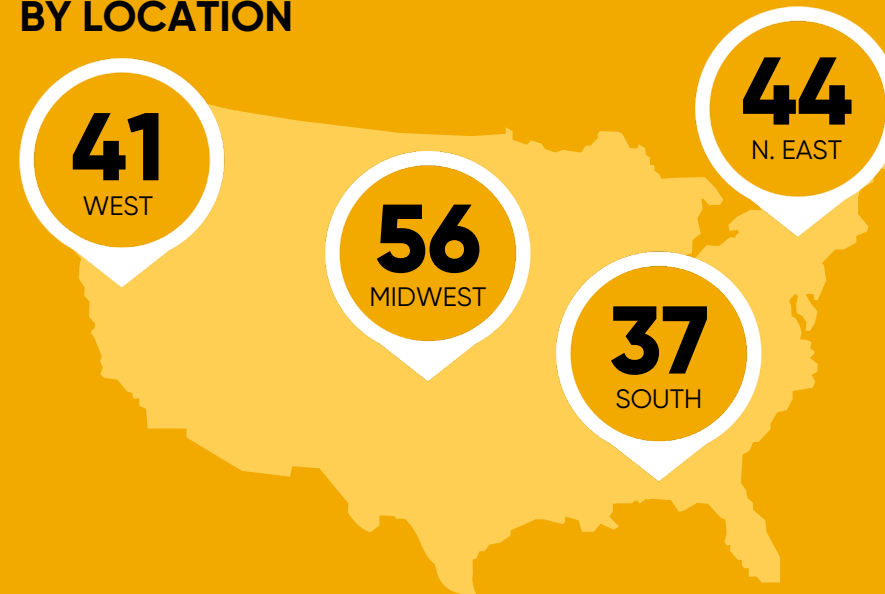 BY LOCATION
41
WEST
56
MIDWEST
37
SOUTH
44
N. EAST